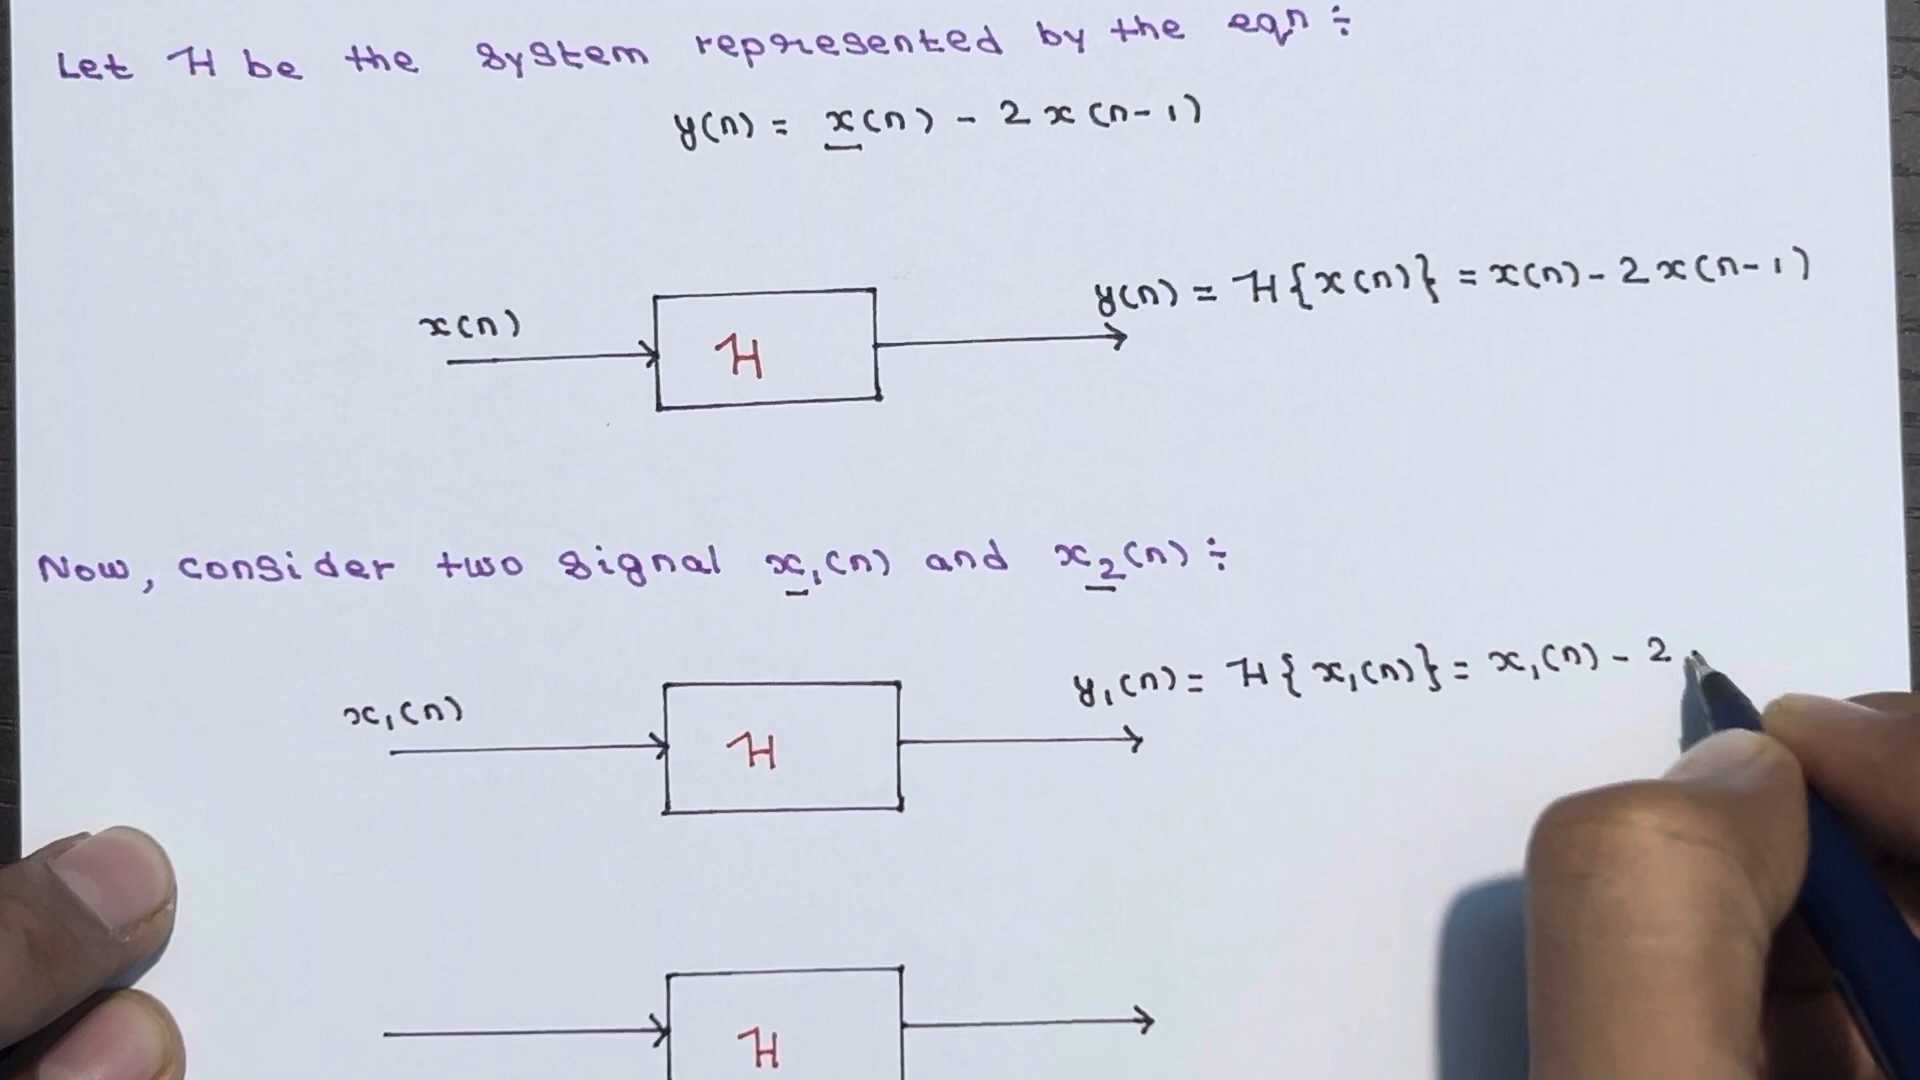 Let H be the system represented by the eqn ÷
y(n) = x(n) - 2x(n-1)
y(n) = H{x(n)} = x(n) - 2x(n-1)
x(n)
H
Now, consider two signal x₁(n) and x₂(n) ÷
y₁(n) = H{x₁(n)} = x₁(n) - 2
x₁(n)
H
H